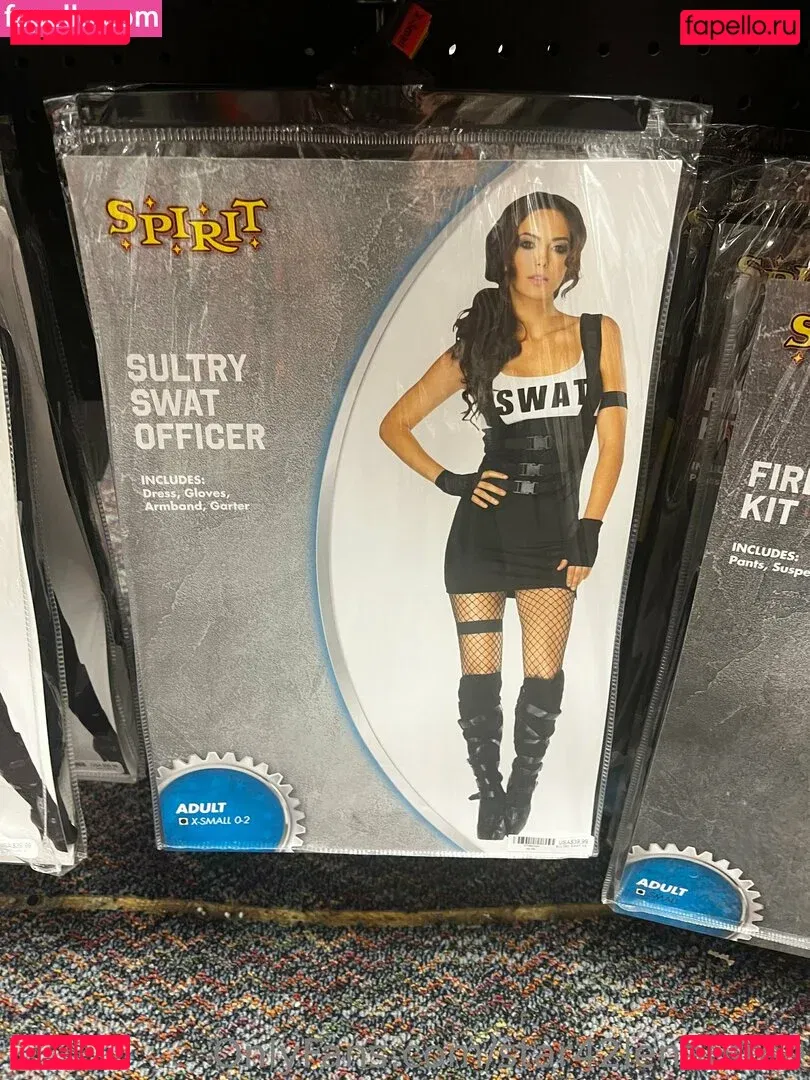 fapello.ru
fapello.ru
SPIRIT
SULTRY
SWAT
OFFICER
INCLUDES:
Dress, Gloves,
Armband, Garter
SWAT
ADULT
X-SMALL 0-2
FIR
KIT
INCLUDES:
Pants, Suspe
ADULT
fapello.ru
fapello.ru